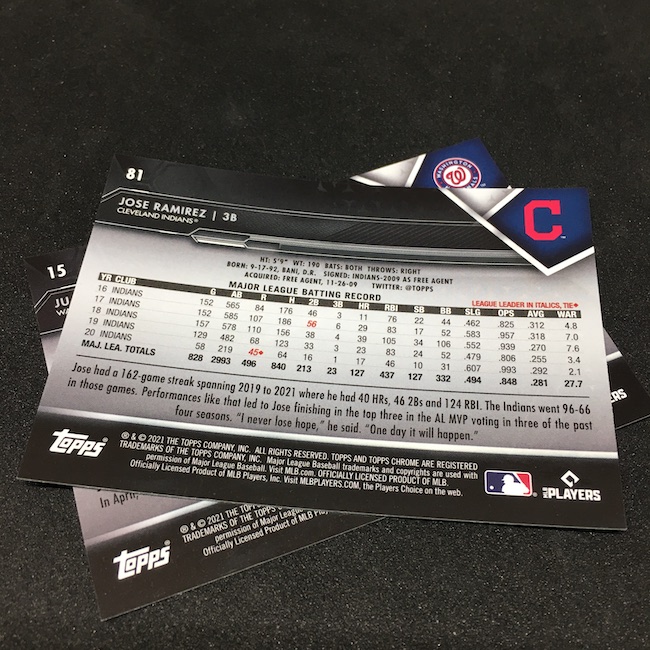 81
JOSE RAMIREZ | 3B
CLEVELAND INDIANS®
C
WASHINGTON
W
HT: 5'9" WT: 190 BATS: BOTH THROWS: RIGHT
BORN: 9-17-92, BANI, D.R. SIGNED: INDIANS-2009 AS FREE AGENT
ACQUIRED: FREE AGENT, 11-26-09 TWITTER: @TOPPS
MAJOR LEAGUE BATTING RECORD LEAGUE LEADER IN ITALICS, TIE♦
YR CLUB G AB R H 2B 3B HR RBI SB BB SLG OPS AVG WAR
16 INDIANS 152 565 84 176 46 3 11 76 22 44 .462 .825 .312 4.8
17 INDIANS 152 585 107 186 56 6 29 83 17 52 .583 .957 .318 7.0
18 INDIANS 157 578 110 156 38 4 39 105 34 106 .552 .939 .270 7.6
19 INDIANS 129 482 68 123 33 3 23 83 24 52 .479 .806 .255 3.4
20 INDIANS 58 219 45♦ 64 16 1 17 46 10 30 .607 .993 .292 2.1
MAJ. LEA. TOTALS 828 2993 496 840 213 23 127 437 127 332 .494 .848 .281 27.7
Jose had a 162-game streak spanning 2019 to 2021 where he had 40 HRs, 46 2Bs and 124 RBI. The Indians went 96-66
in those games. Performances like that led to Jose finishing in the top three in the AL MVP voting in three of the past
four seasons. "I never lose hope," he said. "One day it will happen."
Topps
® & © 2021 THE TOPPS COMPANY, INC. ALL RIGHTS RESERVED. TOPPS AND TOPPS CHROME ARE REGISTERED
TRADEMARKS OF THE TOPPS COMPANY, INC. Major League Baseball trademarks and copyrights are used with
permission of Major League Baseball. Visit MLB.com. OFFICIALLY LICENSED PRODUCT OF MLB.
Officially Licensed Product of MLB Players, Inc. Visit MLBPLAYERS.com, the Players Choice on the web.
MLB PLAYERS
15
JU
WA
In April,
Topps
® & © 2021 THE TOPPS
TRADEMARKS OF THE TOPPS
permission of Major League
Officially Licensed Product of MLB
PLAYERS